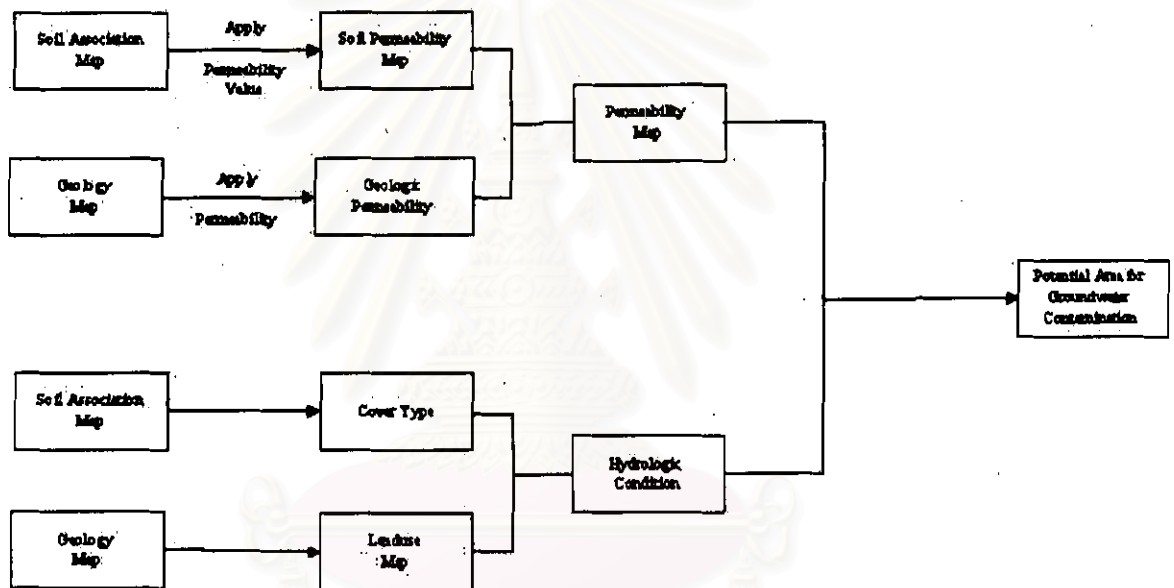 Soil Association
Map
Apply
Permeability
Value
Soil Permeability
Map
Permeability
Map
Geology
Map
Apply
Permeability
Geologic
Permeability
Potential Area for
Groundwater
Contamination
Soil Association
Map
Cover Type
Hydrologic
Condition
Geology
Map
Landuse
Map